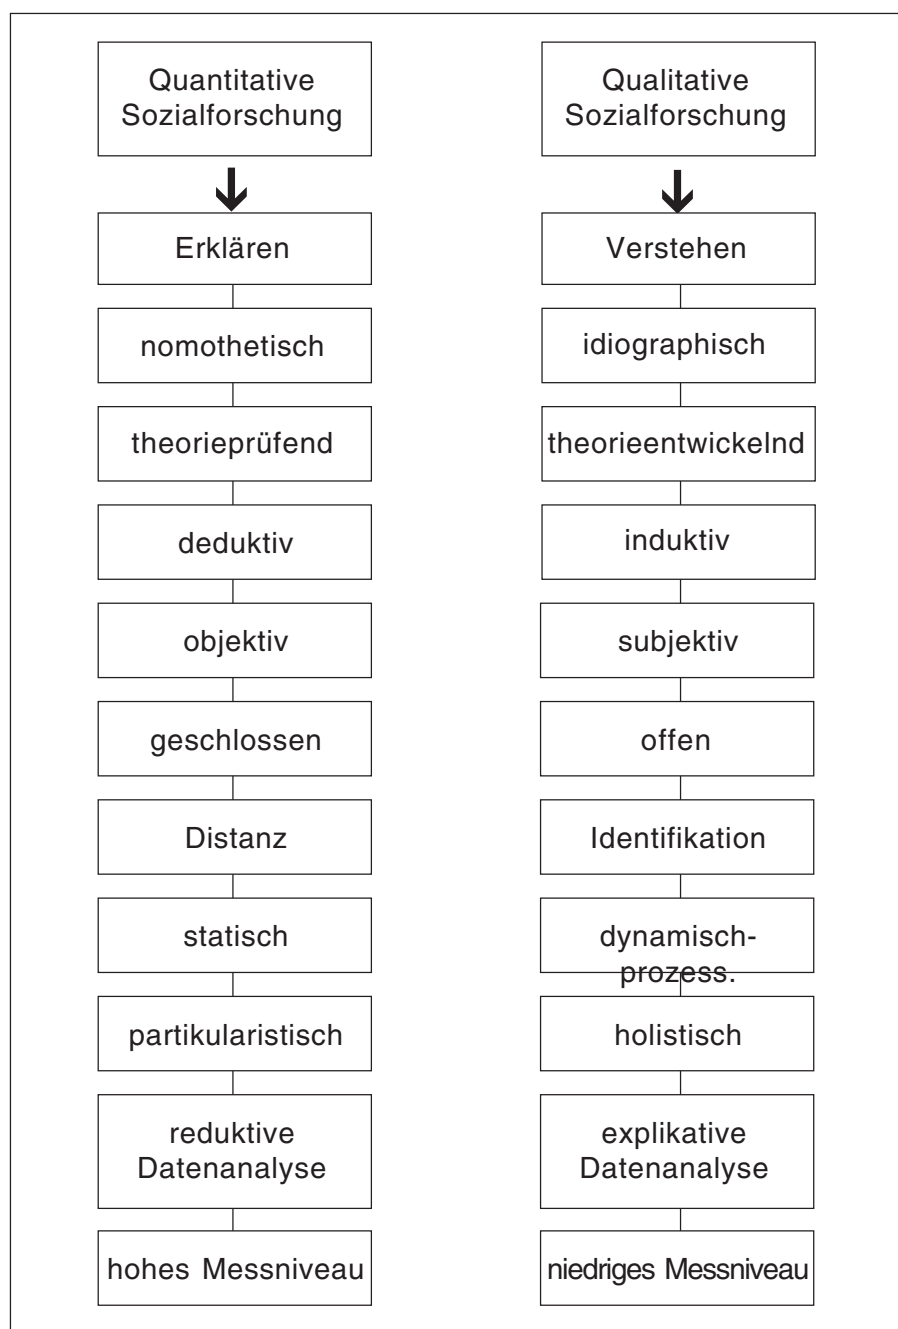 Quantitative
Sozialforschung
Erklären
nomothetisch
theorieprüfend
deduktiv
objektiv
geschlossen
Distanz
statisch
partikularistisch
reduktive
Datenanalyse
hohes Messniveau
Qualitative
Sozialforschung
Verstehen
idiographisch
theorieentwickelnd
induktiv
subjektiv
offen
Identifikation
dynamisch-
prozess.
holistisch
explikative
Datenanalyse
niedriges Messniveau